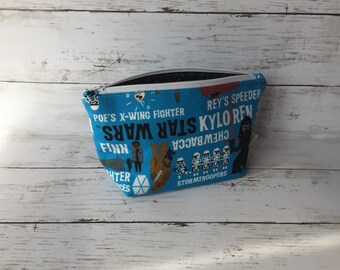 POE'S X-WING FIGHTER
REY'S SPEEDER
STAR WARS
KYLO REN
FINN
CHEWBACCA
STORMTROOPERS